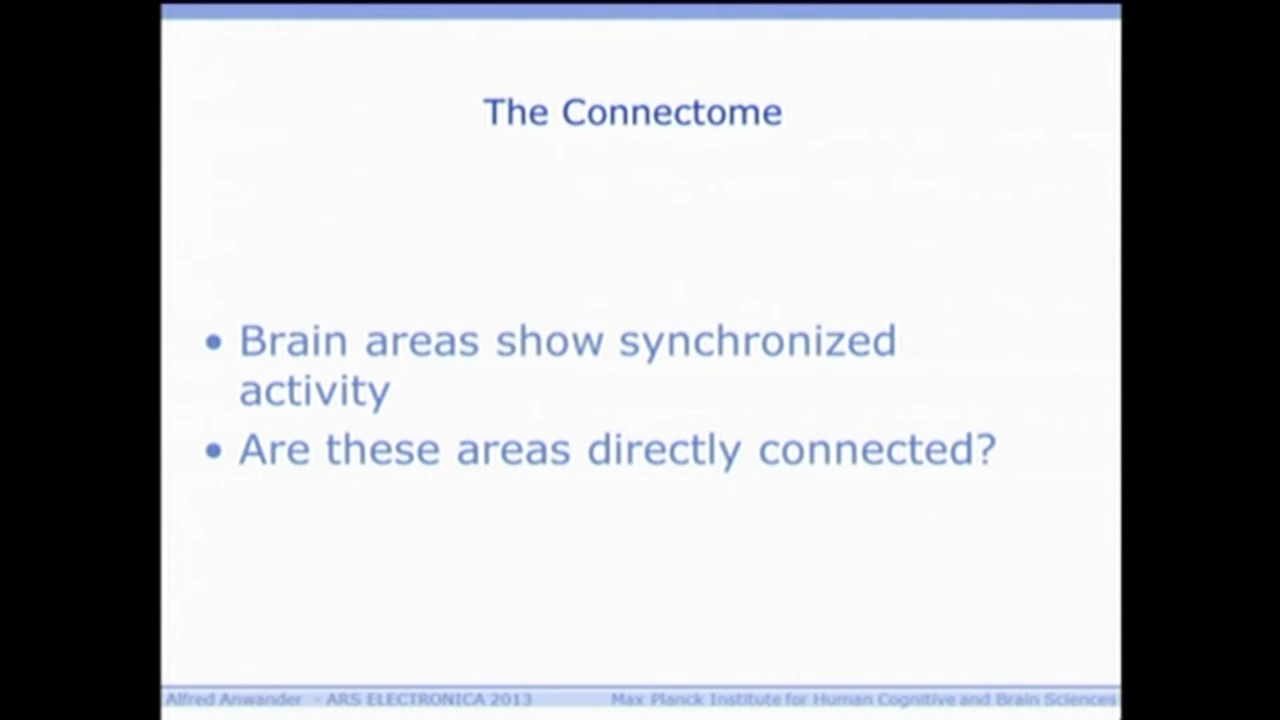 The Connectome
• Brain areas show synchronized
activity
• Are these areas directly connected?
Alfred Anwander - ARS ELECTRONICA 2013 Max Planck Institute for Human Cognitive and Brain Sciences